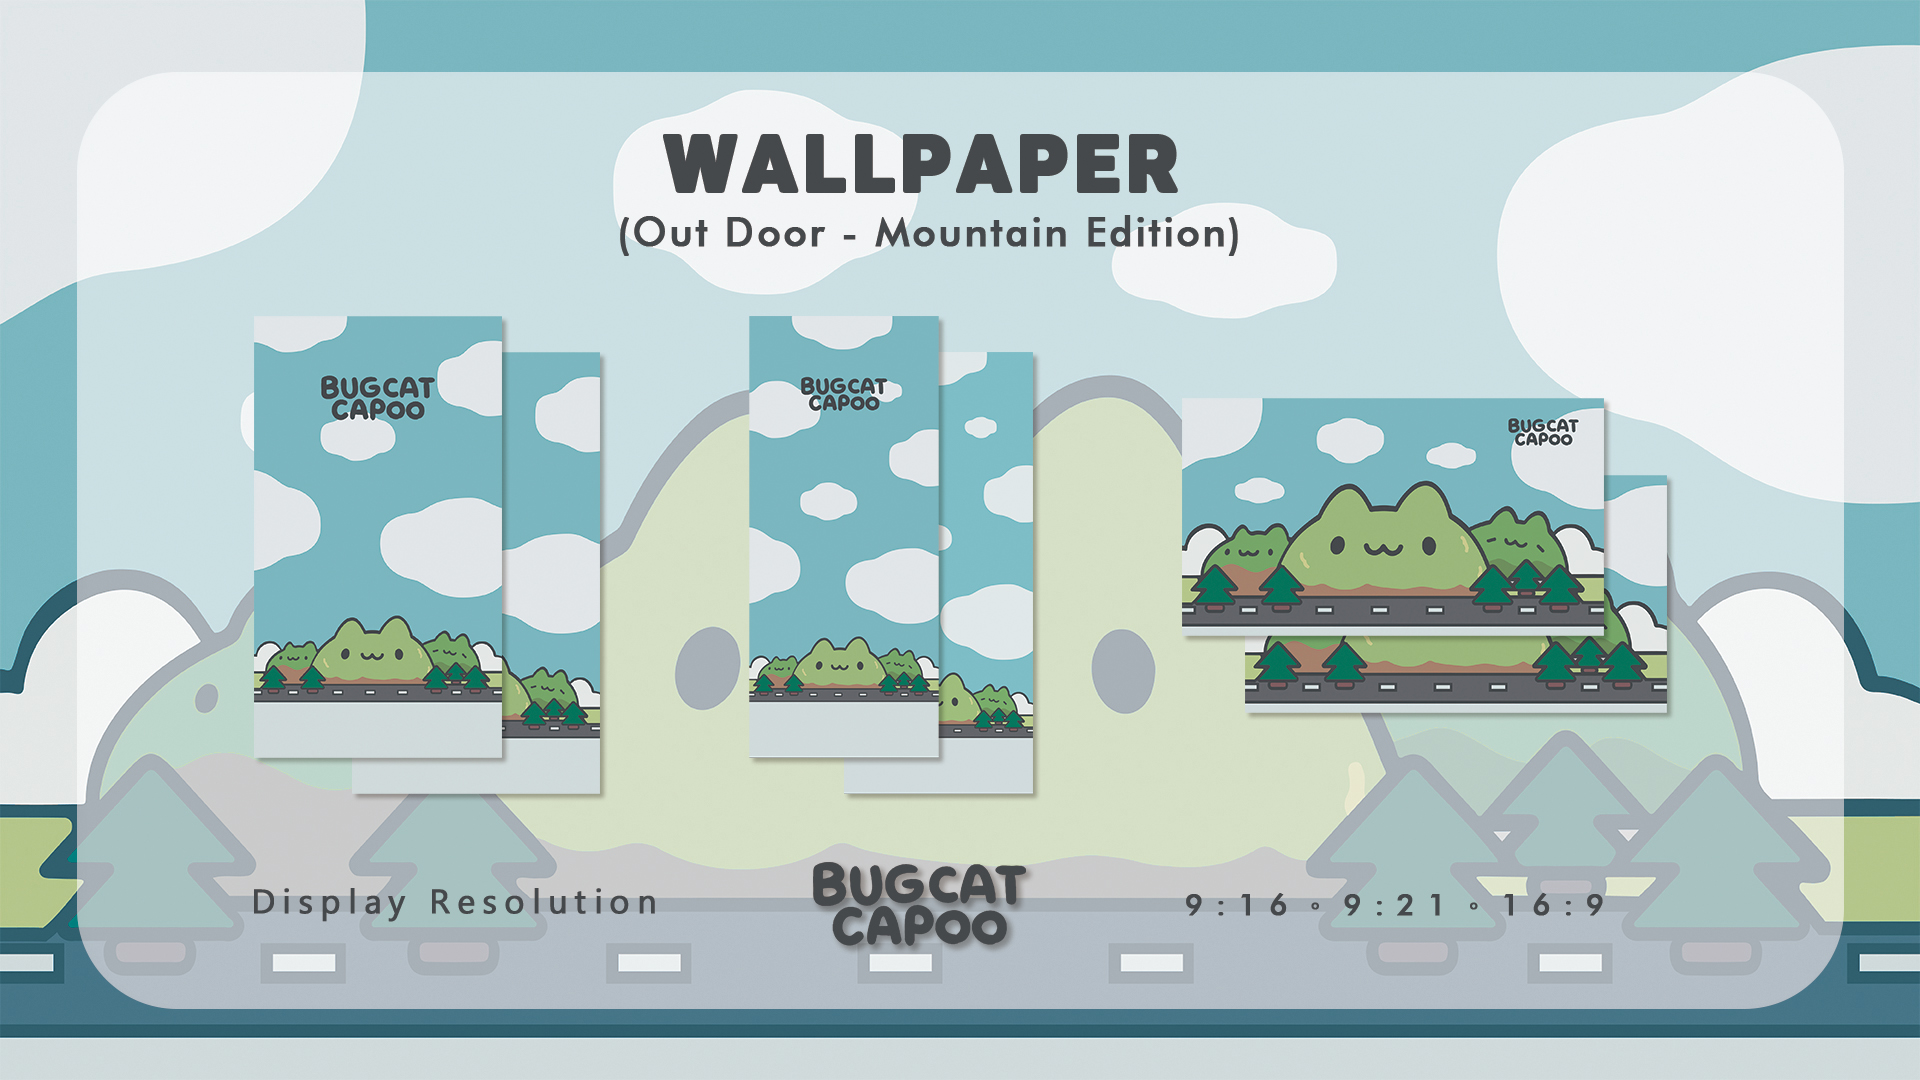 WALLPAPER
(Out Door - Mountain Edition)
BUGCAT
CAPOO
BUGCAT
CAPOO
BUGCAT
CAPOO
Display Resolution
BUGCAT
CAPOO
9:16 ∘ 9:21 ∘ 16:9